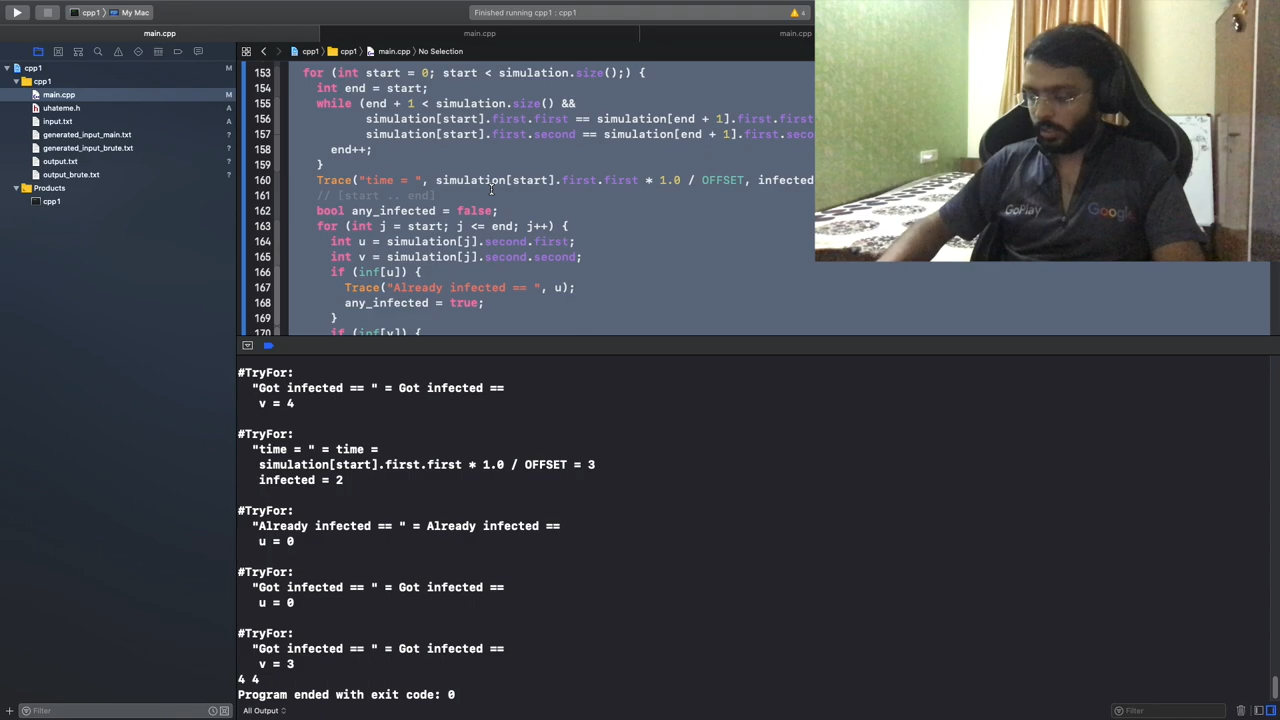 cpp1 〉 My Mac
Finished running cpp1 : cpp1
4
main.cpp
main.cpp
main.cpp
cpp1 〉 cpp1 〉 main.cpp 〉 No Selection
cpp1 M
cpp1
main.cpp M
uhateme.h A
input.txt A
generated_input_main.txt ?
generated_input_brute.txt ?
output.txt ?
output_brute.txt ?
Products
cpp1
153 for (int start = 0; start < simulation.size();) {
154 int end = start;
155 while (end + 1 < simulation.size() &&
156 simulation[start].first.first == simulation[end + 1].first.first
157 simulation[start].first.second == simulation[end + 1].first.seco
158 end++;
159 }
160 Trace("time = ", simulation[start].first.first * 1.0 / OFFSET, infected
161 // [start .. end]
162 bool any_infected = false;
163 for (int j = start; j <= end; j++) {
164 int u = simulation[j].second.first;
165 int v = simulation[j].second.second;
166 if (inf[u]) {
167 Trace("Already infected == ", u);
168 any_infected = true;
169 }
170 if (inf[v]) {
GoPlay Google
#TryFor:
"Got infected == " = Got infected ==
v = 4
#TryFor:
"time = " = time =
simulation[start].first.first * 1.0 / OFFSET = 3
infected = 2
#TryFor:
"Already infected == " = Already infected ==
u = 0
#TryFor:
"Got infected == " = Got infected ==
u = 0
#TryFor:
"Got infected == " = Got infected ==
v = 3
4 4
Program ended with exit code: 0
Filter
All Output
Filter